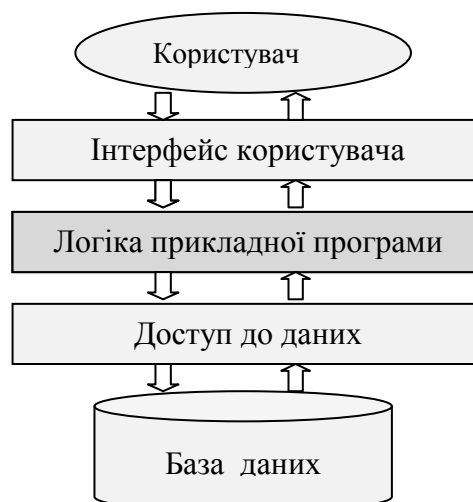 Користувач
Інтерфейс користувача
Логіка прикладної програми
Доступ до даних
База даних